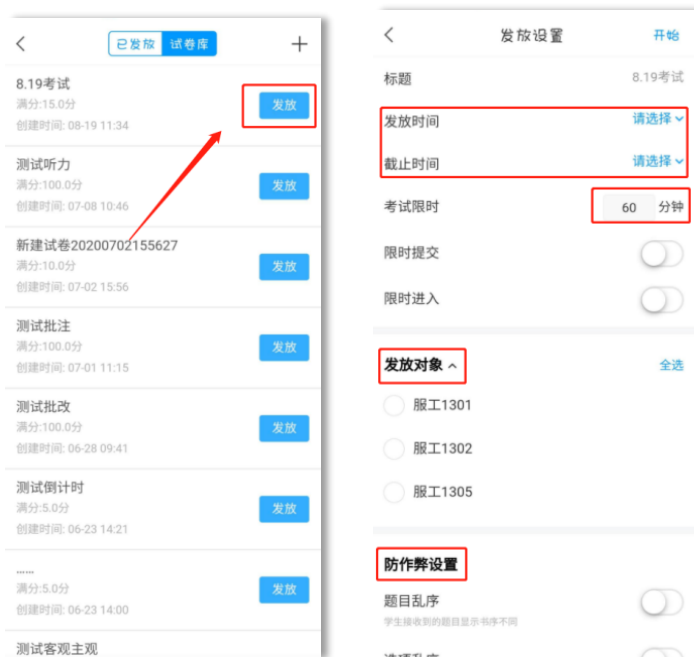 已发放 试卷库
8.19考试
满分:15.0分
发放
创建时间: 08-19 11:34
测试听力
满分:100.0分
发放
创建时间: 07-08 10:46
新建试卷20200702155627
满分:10.0分
发放
创建时间: 07-02 15:56
测试批注
满分:100.0分
发放
创建时间: 07-01 11:15
测试批改
满分:100.0分
发放
创建时间: 06-28 09:41
测试倒计时
满分:5.0分
发放
创建时间: 06-23 14:21
......
满分:5.0分
发放
创建时间: 06-23 14:00
测试客观主观
发放设置 开始
标题 8.19考试
发放时间 请选择
截止时间 请选择
考试限时 60 分钟
限时提交
限时进入
发放对象 全选
服工1301
服工1302
服工1305
防作弊设置
题目乱序
学生接收到的题目显示书序不同